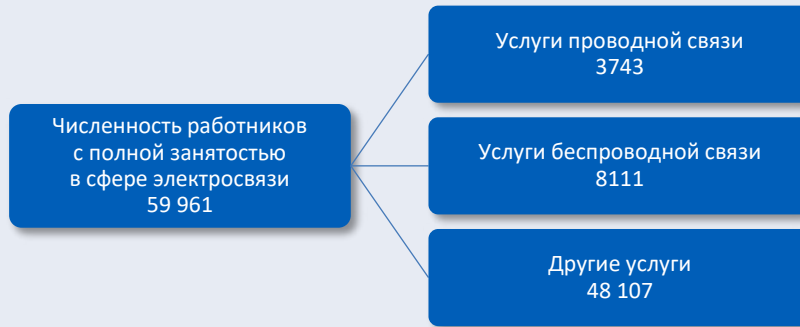 Численность работников
с полной занятостью
в сфере электросвязи
59 961
Услуги проводной связи
3743
Услуги беспроводной связи
8111
Другие услуги
48 107